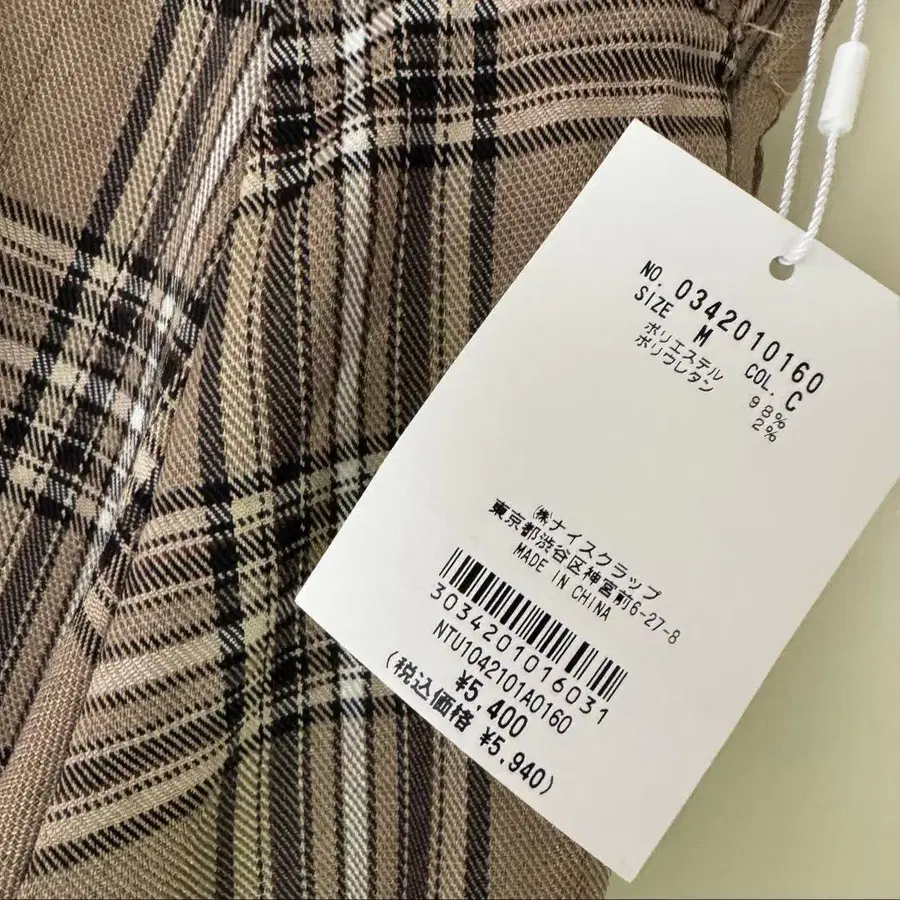 NO. 0342010160
SIZE M COL. C
ポリエステル 98%
ポリウレタン 2%
㈱ナイスクラップ
東京都渋谷区神宮前6-27-8
MADE IN CHINA
3034201016031
NTU1042101A0160
¥5,400
(税込価格 ¥5,940)